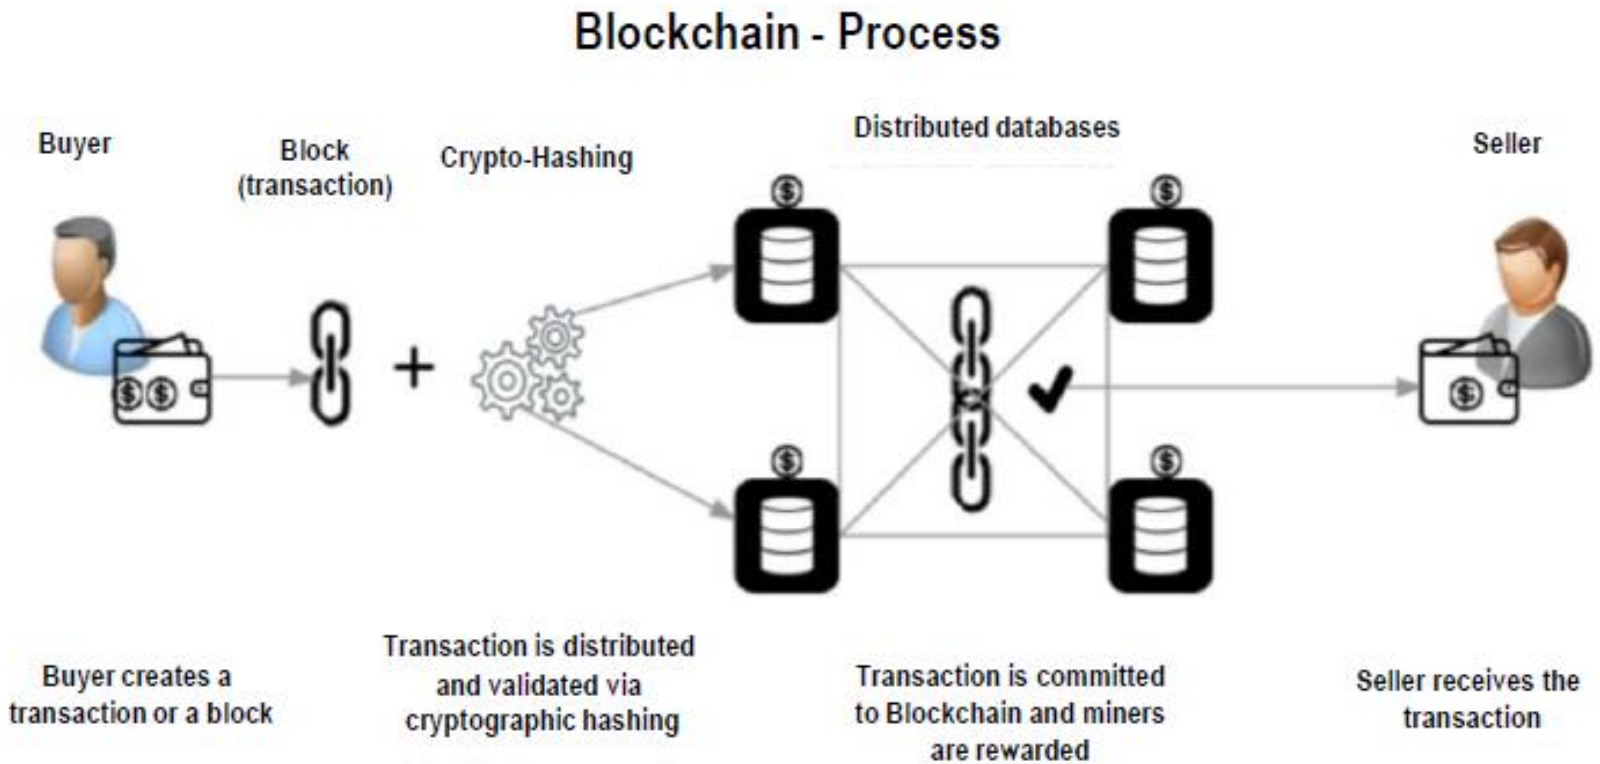 Blockchain - Process
Buyer
Block
(transaction)
Crypto-Hashing
Distributed databases
Seller
$
$
$ $
$
$
$
Buyer creates a
transaction or a block
Transaction is distributed
and validated via
cryptographic hashing
Transaction is committed
to Blockchain and miners
are rewarded
Seller receives the
transaction